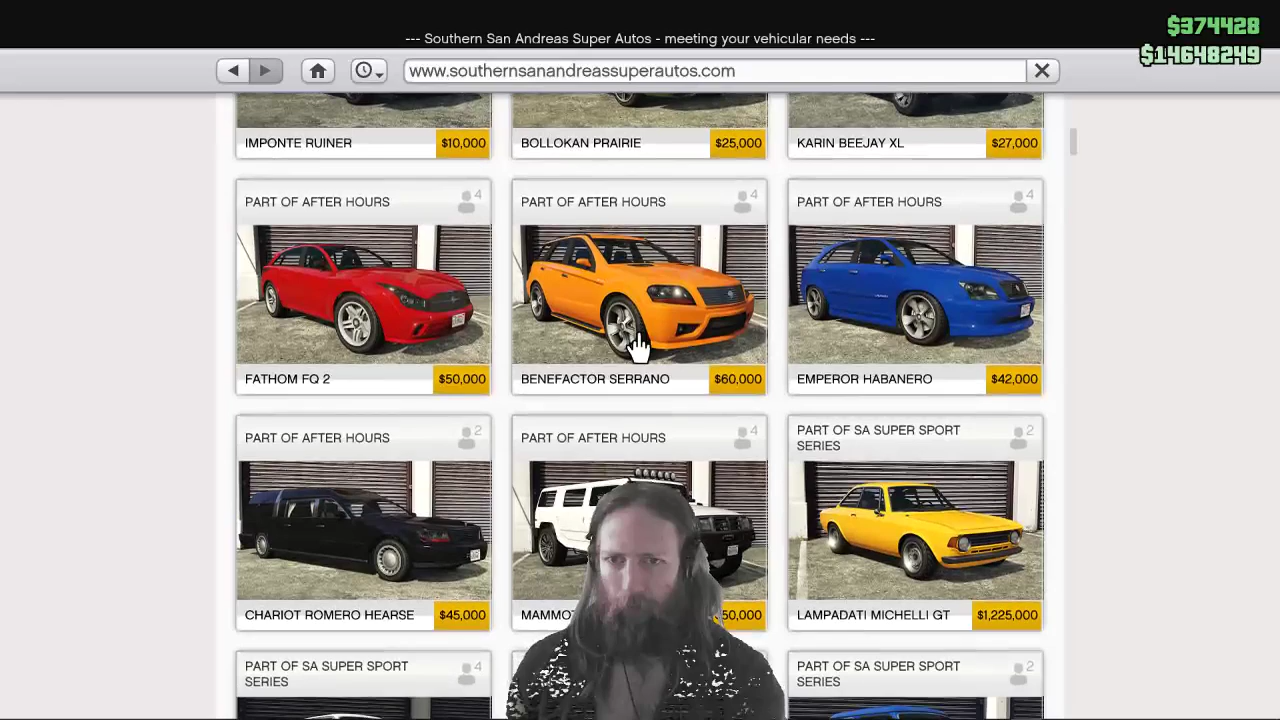 $374428
--- Southern San Andreas Super Autos - meeting your vehicular needs ---
$14648249
www.southernsanandreassuperautos.com
IMPONTE RUINER $10,000
BOLLOKAN PRAIRIE $25,000
KARIN BEEJAY XL $27,000
PART OF AFTER HOURS 4
PART OF AFTER HOURS 4
PART OF AFTER HOURS 4
FATHOM FQ 2 $50,000
BENEFACTOR SERRANO $60,000
EMPEROR HABANERO $42,000
PART OF AFTER HOURS 2
PART OF AFTER HOURS 4
PART OF SA SUPER SPORT 2
SERIES
CHARIOT ROMERO HEARSE $45,000
LAMPADATI MICHELLI GT $1,225,000
PART OF SA SUPER SPORT 4
SERIES
PART OF SA SUPER SPORT 2
SERIES